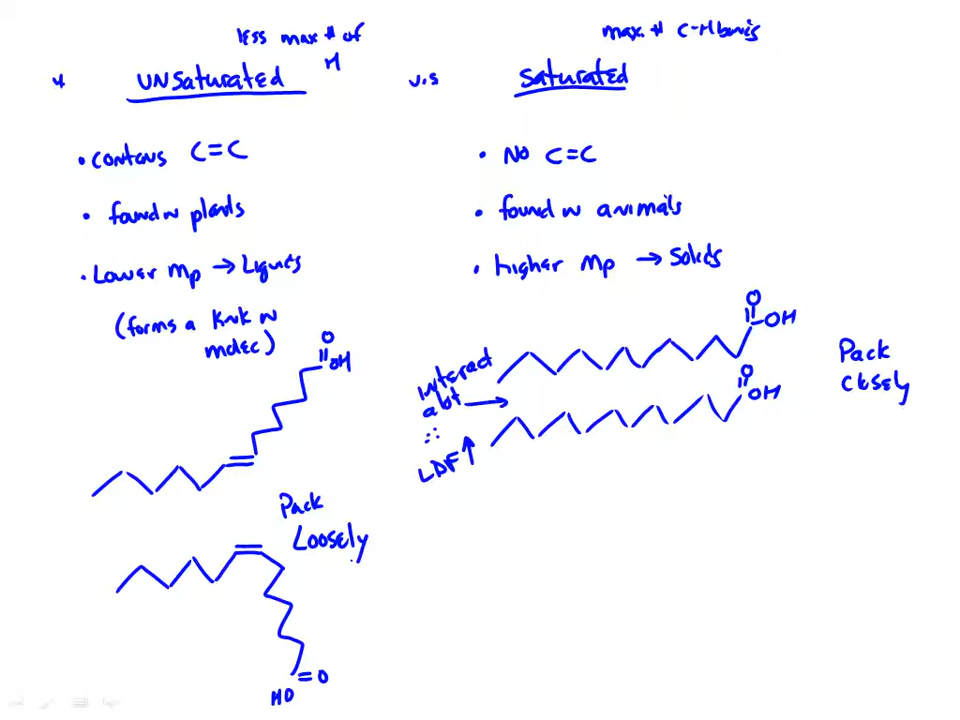 less max # of
H
UNSaturated
v.s
max. # C-H bonds
Saturated
• contains C=C
• found in plants
• Lower Mp → Liquids
(forms a kink in
molec)
O
OH
Pack
Loosely
HO
O
• No C=C
• found in animals
• higher Mp → Solids
O
OH
O
OH
interact
alot →
∴
LDF ↑
Pack
closely